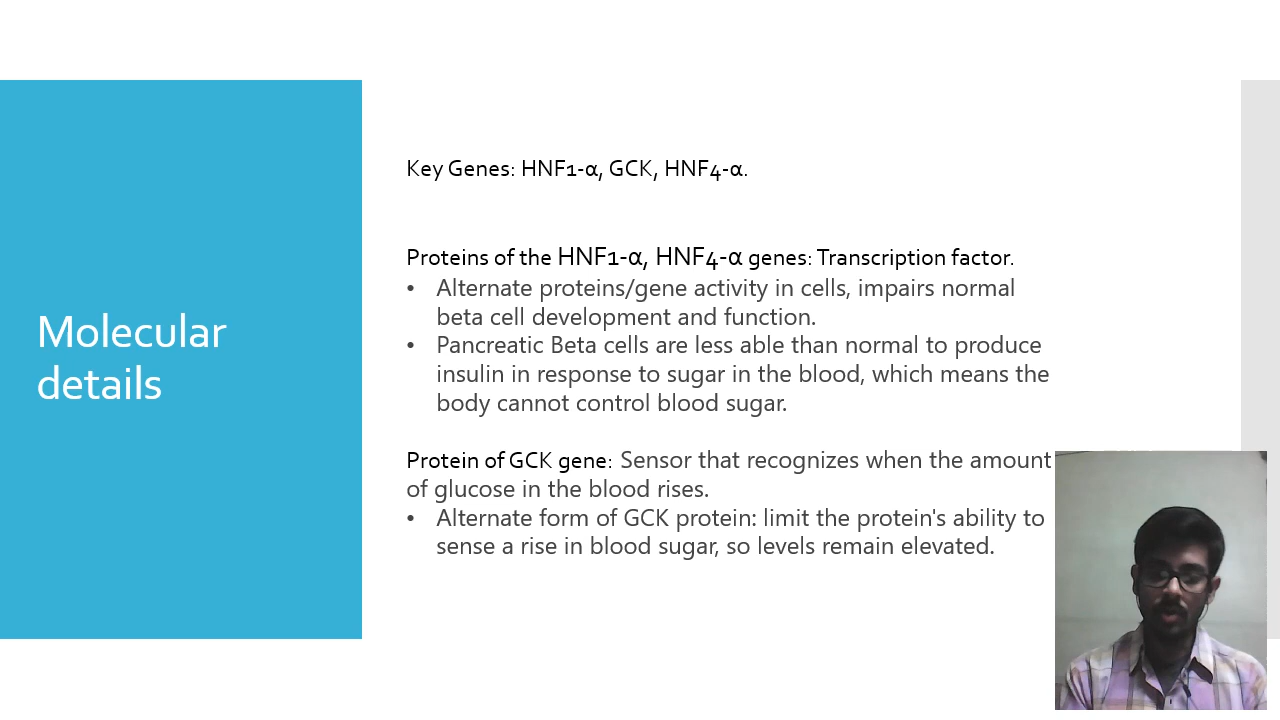 Molecular
details
Key Genes: HNF1-α, GCK, HNF4-α.
Proteins of the HNF1-α, HNF4-α genes: Transcription factor.
• Alternate proteins/gene activity in cells, impairs normal
beta cell development and function.
• Pancreatic Beta cells are less able than normal to produce
insulin in response to sugar in the blood, which means the
body cannot control blood sugar.
Protein of GCK gene: Sensor that recognizes when the amount
of glucose in the blood rises.
• Alternate form of GCK protein: limit the protein's ability to
sense a rise in blood sugar, so levels remain elevated.